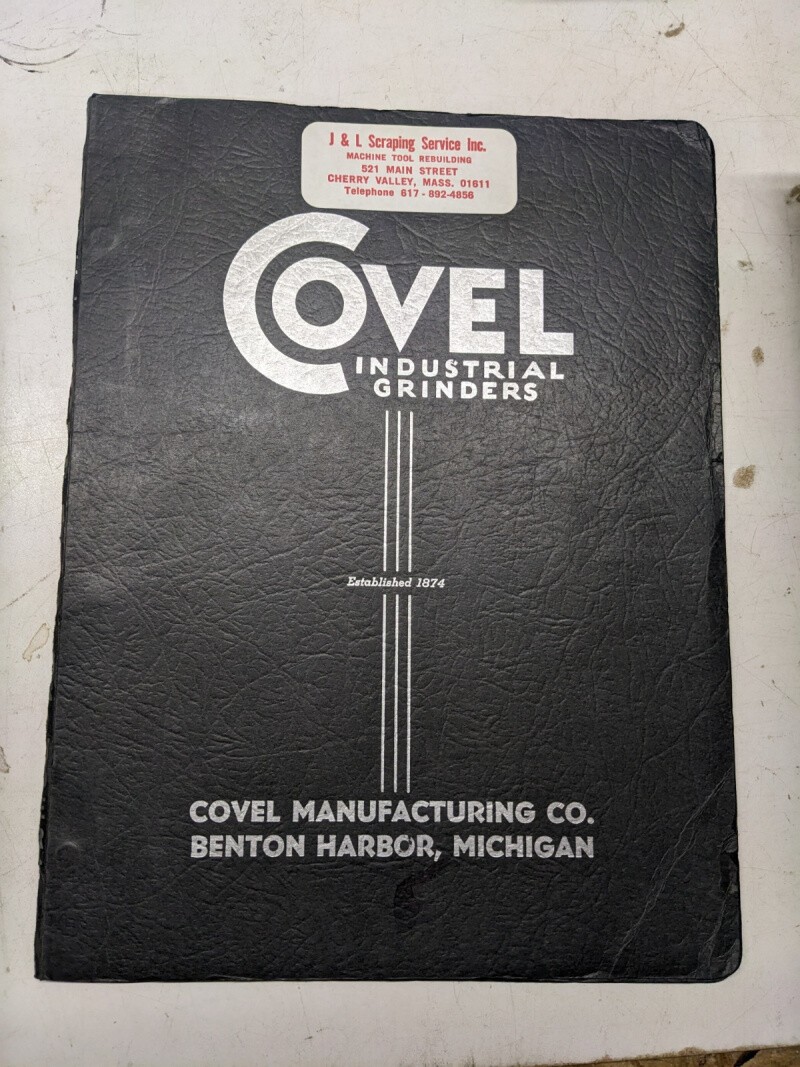 J & L Scraping Service Inc.
MACHINE TOOL REBUILDING
521 MAIN STREET
CHERRY VALLEY, MASS. 01611
Telephone 617 - 892-4856
COVEL
INDUSTRIAL
GRINDERS
Established 1874
COVEL MANUFACTURING CO.
BENTON HARBOR, MICHIGAN